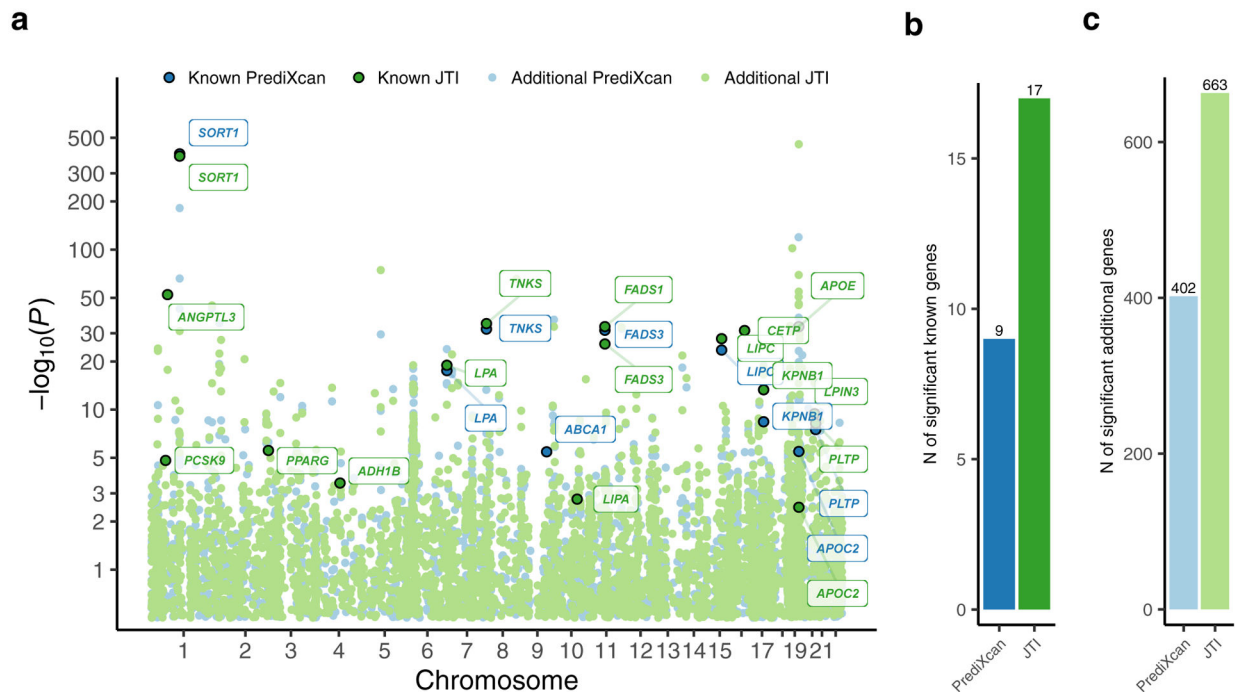 a
b
c
Known PrediXcan
Known JTI
Additional PrediXcan
Additional JTI
−log10(P)
500
300
200
100
50
30
20
10
5
3
2
1
SORT1
SORT1
ANGPTL3
PCSK9
PPARG
ADH1B
LPA
LPA
TNKS
TNKS
ABCA1
LIPA
FADS1
FADS3
FADS3
APOE
CETP
LIPC
LIPC
KPNB1
LPIN3
KPNB1
PLTP
PLTP
APOC2
APOC2
1 2 3 4 5 6 7 8 9 10 11 12 13 15 17 19 21
Chromosome
N of significant known genes
15
10
5
0
9
17
PrediXcan
JTI
N of significant additional genes
600
400
200
0
402
663
PrediXcan
JTI